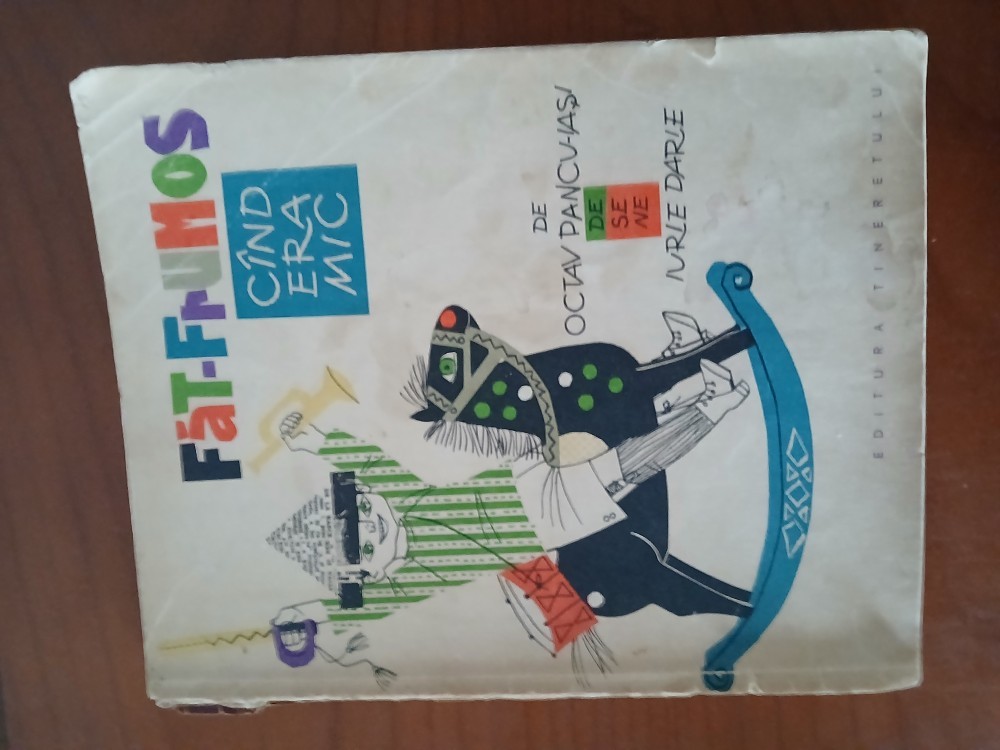 FăT-FrUMOS
CÎND
ERA
MIC
DE
OCTAV PANCU-IAȘI
DE
SE
NE
IURIE DARIE
EDITURA TINERETULUI